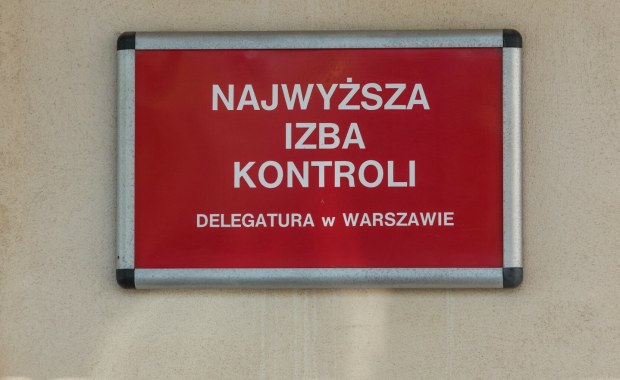 NAJWYŻSZA
IZBA
KONTROLI
DELEGATURA w WARSZAWIE